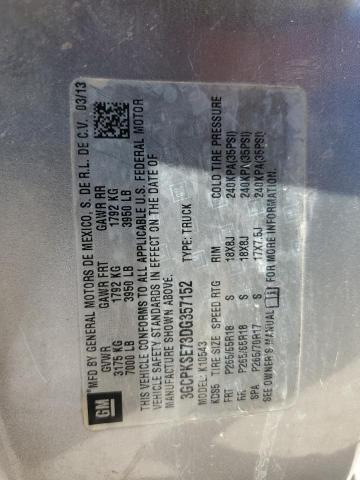 GM
MFD BY GENERAL MOTORS DE MEXICO, S. DE R.L. DE C.V. 03/13
GVWR GAWR FRT GAWR RR
3175 KG 1792 KG 1792 KG
7000 LB 3950 LB 3950 LB
THIS VEHICLE CONFORMS TO ALL APPLICABLE U.S. FEDERAL MOTOR
VEHICLE SAFETY STANDARDS IN EFFECT ON THE DATE OF
MANUFACTURE SHOWN ABOVE.
3GCPKSE73DG357152 TYPE: TRUCK
MODEL: K10543
KDS5 TIRE SIZE SPEED RTG RIM COLD TIRE PRESSURE
FRT P265/65R18 S 18X8J 240KPA(35PSI)
RR P265/65R18 S 18X8J 240KPA(35PSI)
SPA P265/70R17 S 17X7.5J 240KPA(35PSI)
SEE OWNER'S MANUAL FOR MORE INFORMATION.